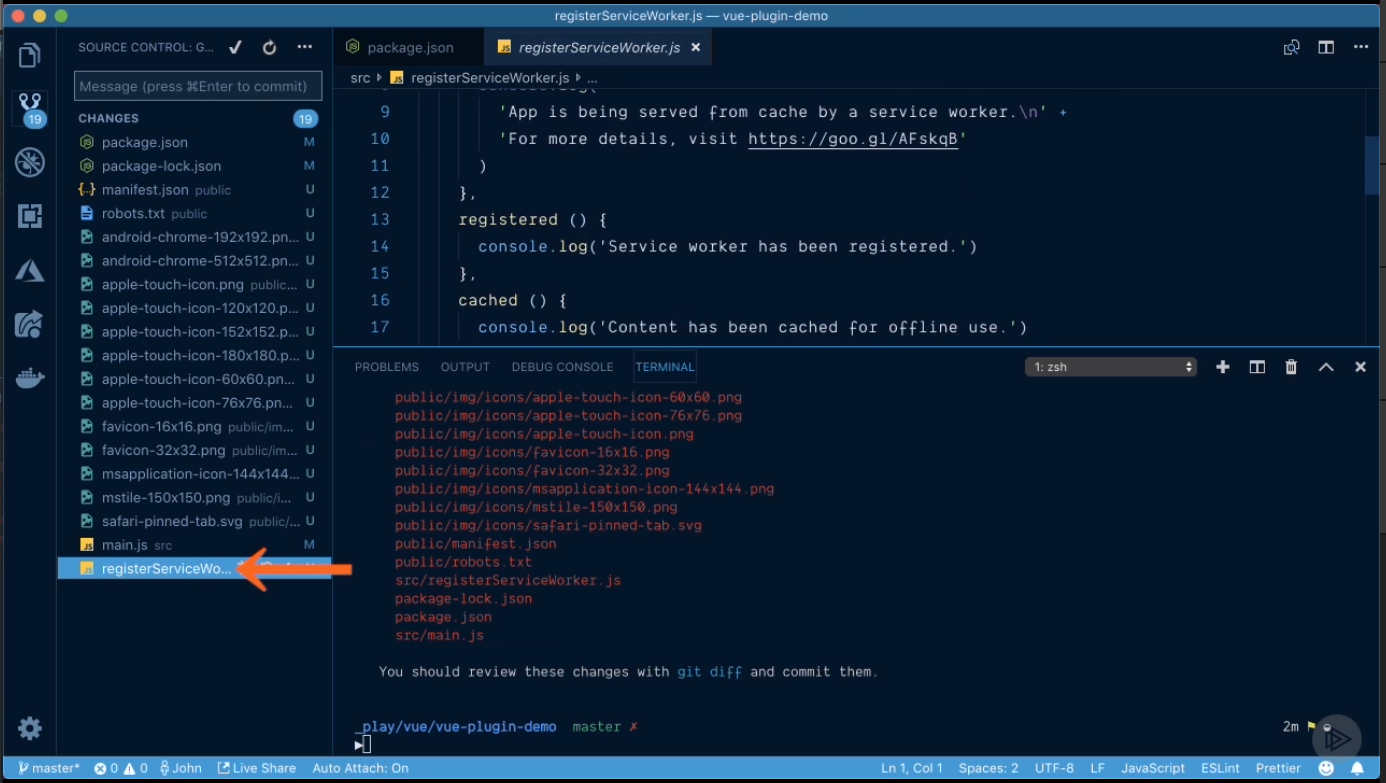 registerServiceWorker.js — vue-plugin-demo
SOURCE CONTROL: G...
Message (press ⌘Enter to commit)
19
CHANGES 19
package.json M
package-lock.json M
manifest.json public U
robots.txt public U
android-chrome-192x192.pn... U
android-chrome-512x512.pn... U
apple-touch-icon.png public... U
apple-touch-icon-120x120.p... U
apple-touch-icon-152x152.p... U
apple-touch-icon-180x180.p... U
apple-touch-icon-60x60.pn... U
apple-touch-icon-76x76.pn... U
favicon-16x16.png public/im... U
favicon-32x32.png public/im... U
msapplication-icon-144x144... U
mstile-150x150.png public/i... U
safari-pinned-tab.svg public/... U
JS main.js src M
JS registerServiceWo...
package.json
JS registerServiceWorker.js
src JS registerServiceWorker.js ...
9 'App is being served from cache by a service worker.\n' +
10 'For more details, visit https://goo.gl/AFskqB'
11 )
12 },
13 registered () {
14 console.log('Service worker has been registered.')
15 },
16 cached () {
17 console.log('Content has been cached for offline use.')
PROBLEMS OUTPUT DEBUG CONSOLE TERMINAL 1: zsh
public/img/icons/apple-touch-icon-60x60.png
public/img/icons/apple-touch-icon-76x76.png
public/img/icons/apple-touch-icon.png
public/img/icons/favicon-16x16.png
public/img/icons/favicon-32x32.png
public/img/icons/msapplication-icon-144x144.png
public/img/icons/mstile-150x150.png
public/img/icons/safari-pinned-tab.svg
public/manifest.json
public/robots.txt
src/registerServiceWorker.js
package-lock.json
package.json
src/main.js
You should review these changes with git diff and commit them.
_play/vue/vue-plugin-demo master ✗ 2m
master* 0 0 John Live Share Auto Attach: On Ln 1, Col 1 Spaces: 2 UTF-8 LF JavaScript ESLint Prettier